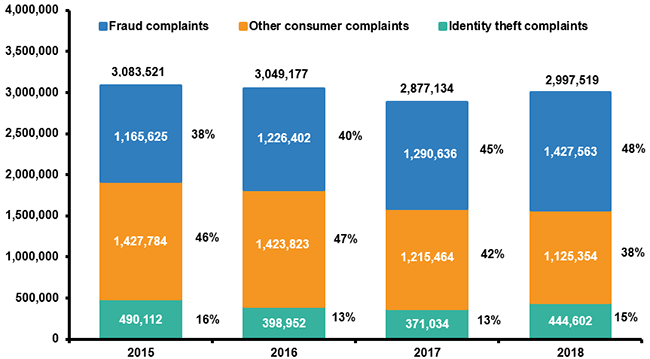 4,000,000
Fraud complaints Other consumer complaints Identity theft complaints
3,500,000
3.083,521 3,049,177 2,877,134 2,997,519
3,000,000
2,500,000
1,165,625 38% 1,226,402 40% 1,290,636 45% 1,427,563 48%
2,000,000
1,500,000
1,427,784 46% 1,423,823 47% 1,215,464 42% 1,125,354 38%
1,000,000
500,000
490,112 16% 398,952 13% 371,034 13% 444,602 15%
0
2015 2016 2017 2018